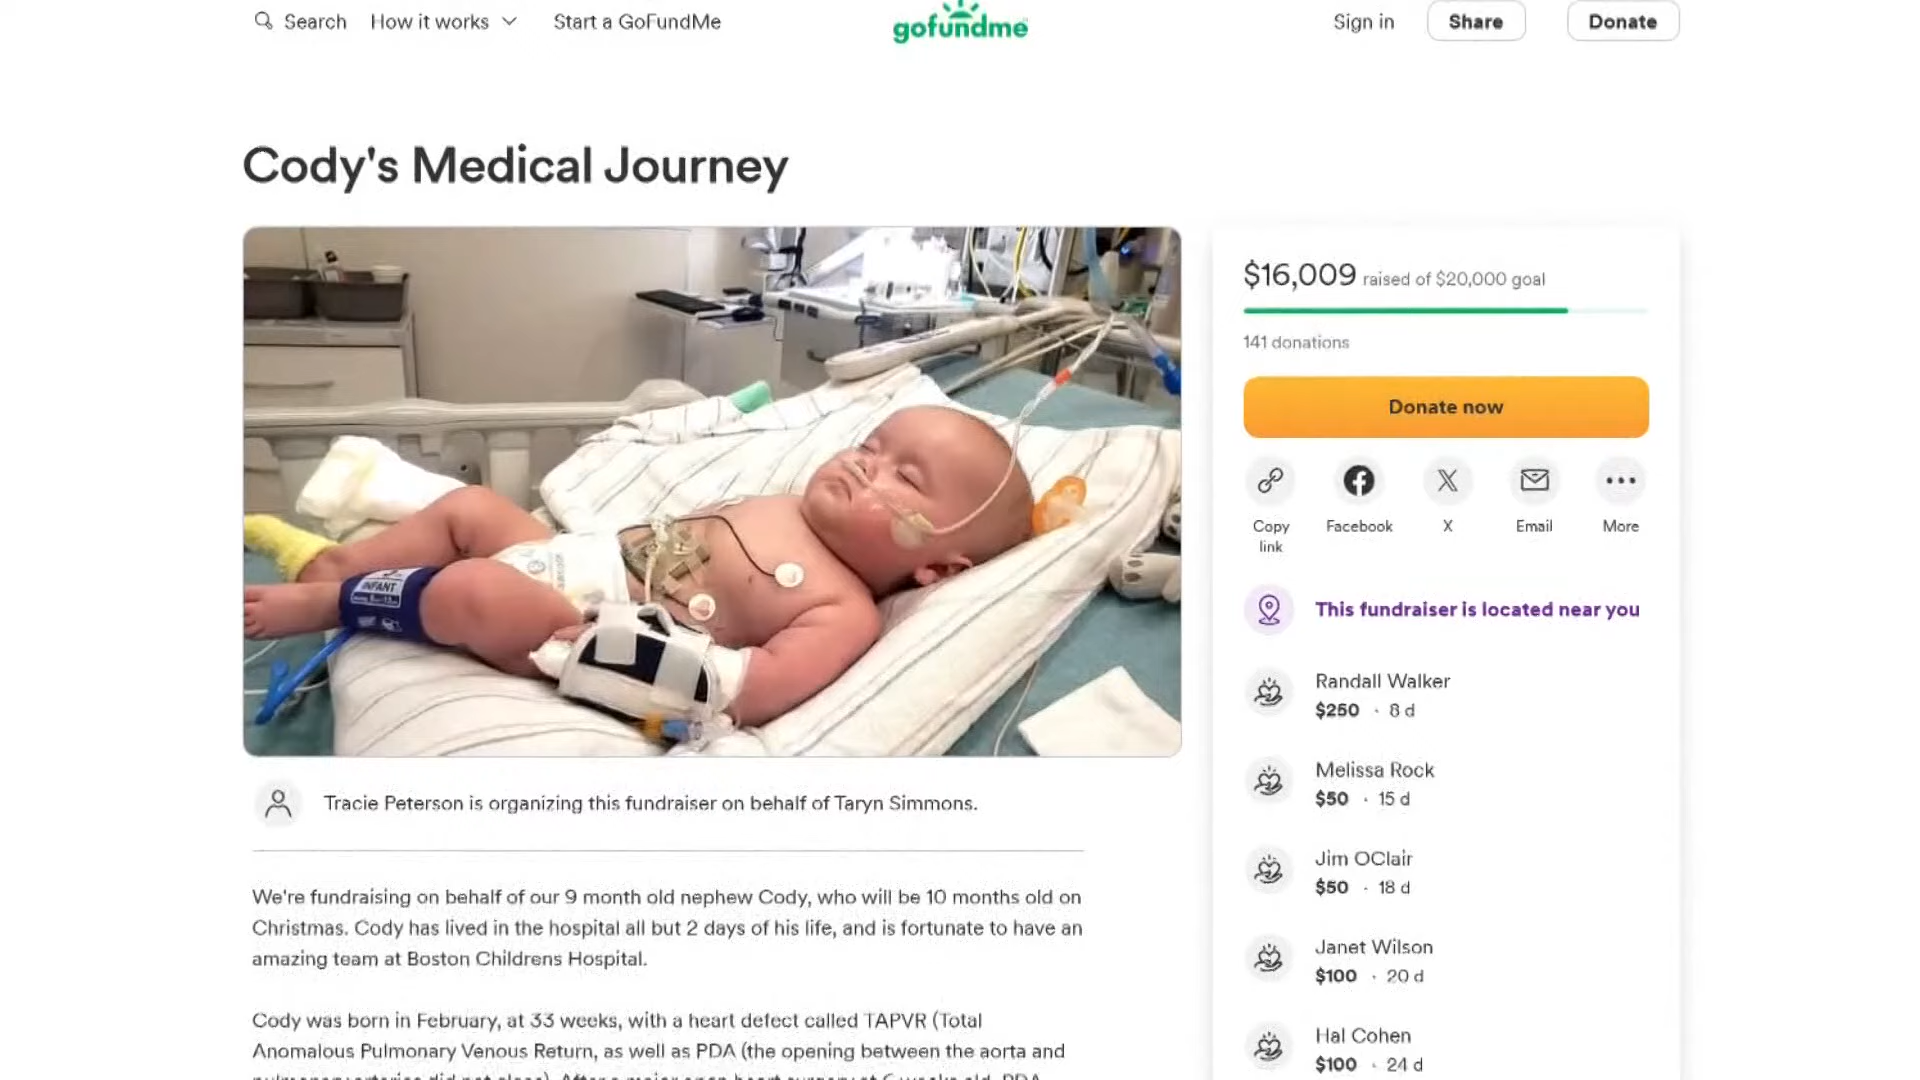 Search How it works Start a GoFundMe gofundme Sign in Share Donate
Cody's Medical Journey
$16,009 raised of $20,000 goal
141 donations
Donate now
Copy link Facebook X Email More
This fundraiser is located near you
Randall Walker
$250 · 8 d
Melissa Rock
$50 · 15 d
Jim OClair
$50 · 18 d
Janet Wilson
$100 · 20 d
Hal Cohen
$100 · 24 d
INFANT
Tracie Peterson is organizing this fundraiser on behalf of Taryn Simmons.
We're fundraising on behalf of our 9 month old nephew Cody, who will be 10 months old on
Christmas. Cody has lived in the hospital all but 2 days of his life, and is fortunate to have an
amazing team at Boston Childrens Hospital.
Cody was born in February, at 33 weeks, with a heart defect called TAPVR (Total
Anomalous Pulmonary Venous Return, as well as PDA (the opening between the aorta and